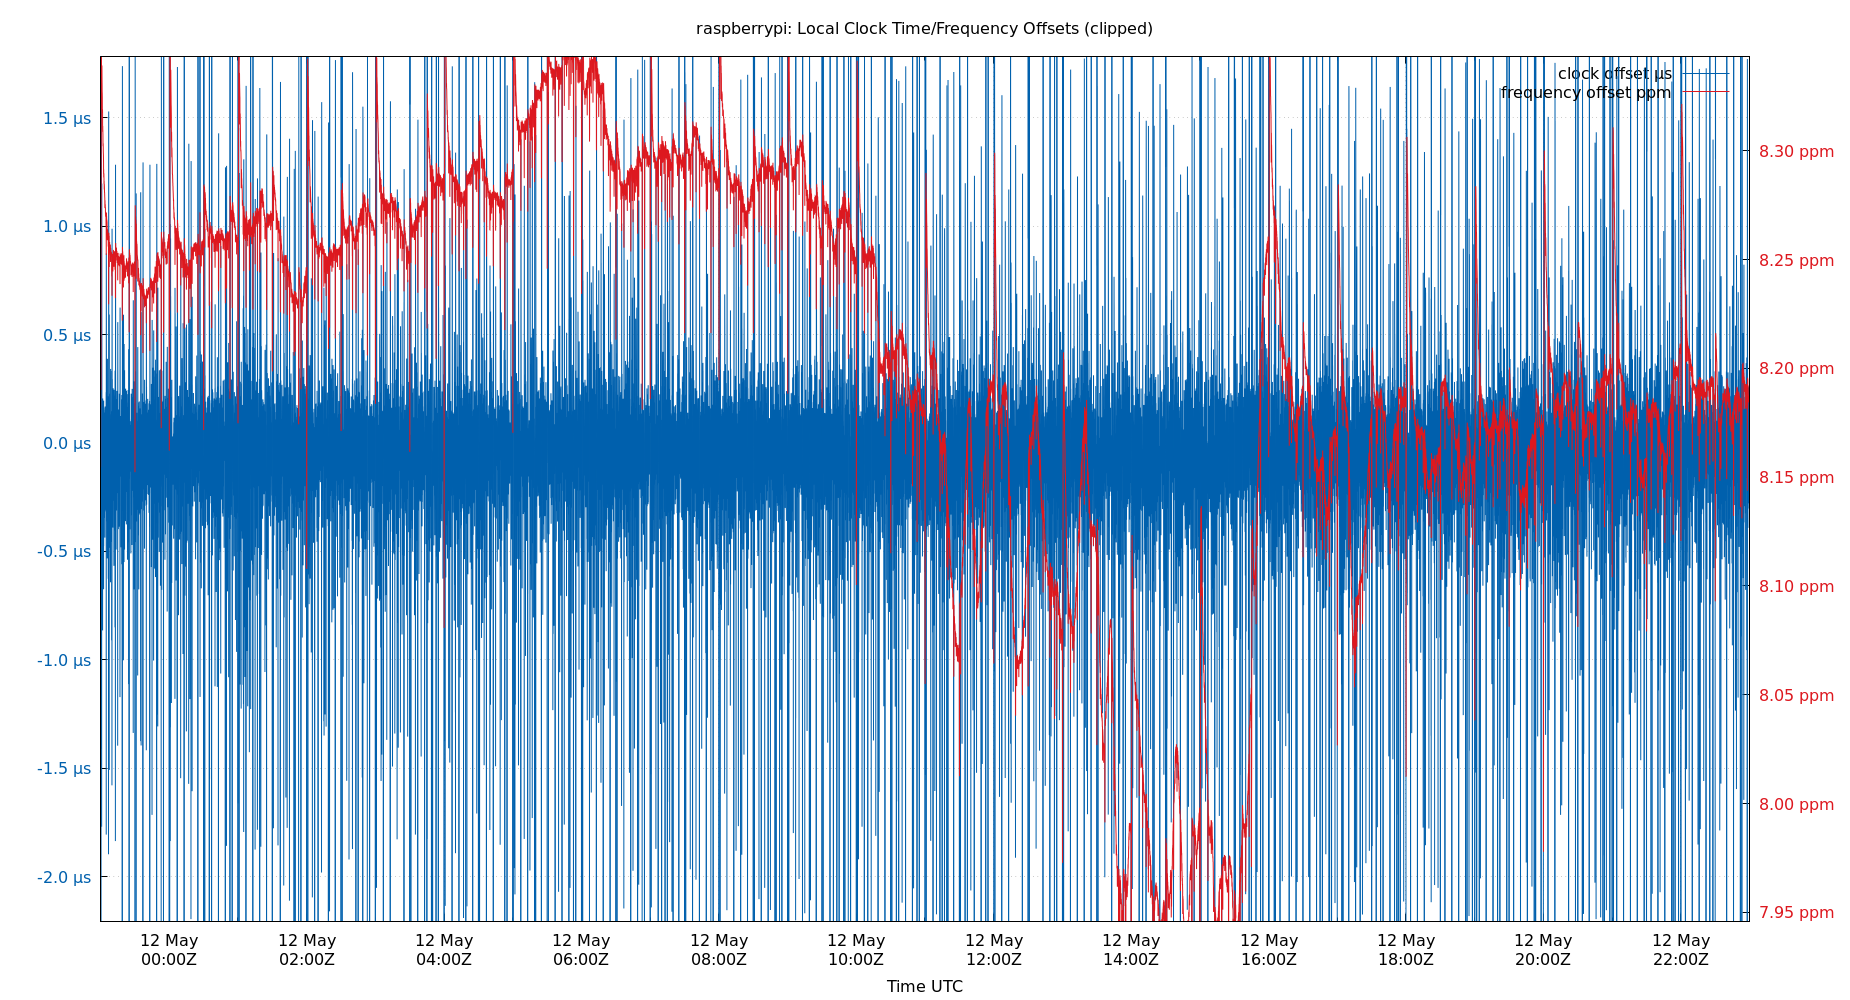 raspberrypi: Local Clock Time/Frequency Offsets (clipped)
clock offset µs
frequency offset ppm
1.5 µs
1.0 µs
0.5 µs
0.0 µs
-0.5 µs
-1.0 µs
-1.5 µs
-2.0 µs
8.30 ppm
8.25 ppm
8.20 ppm
8.15 ppm
8.10 ppm
8.05 ppm
8.00 ppm
7.95 ppm
12 May 12 May 12 May 12 May 12 May 12 May 12 May 12 May 12 May 12 May 12 May 12 May
00:00Z 02:00Z 04:00Z 06:00Z 08:00Z 10:00Z 12:00Z 14:00Z 16:00Z 18:00Z 20:00Z 22:00Z
Time UTC